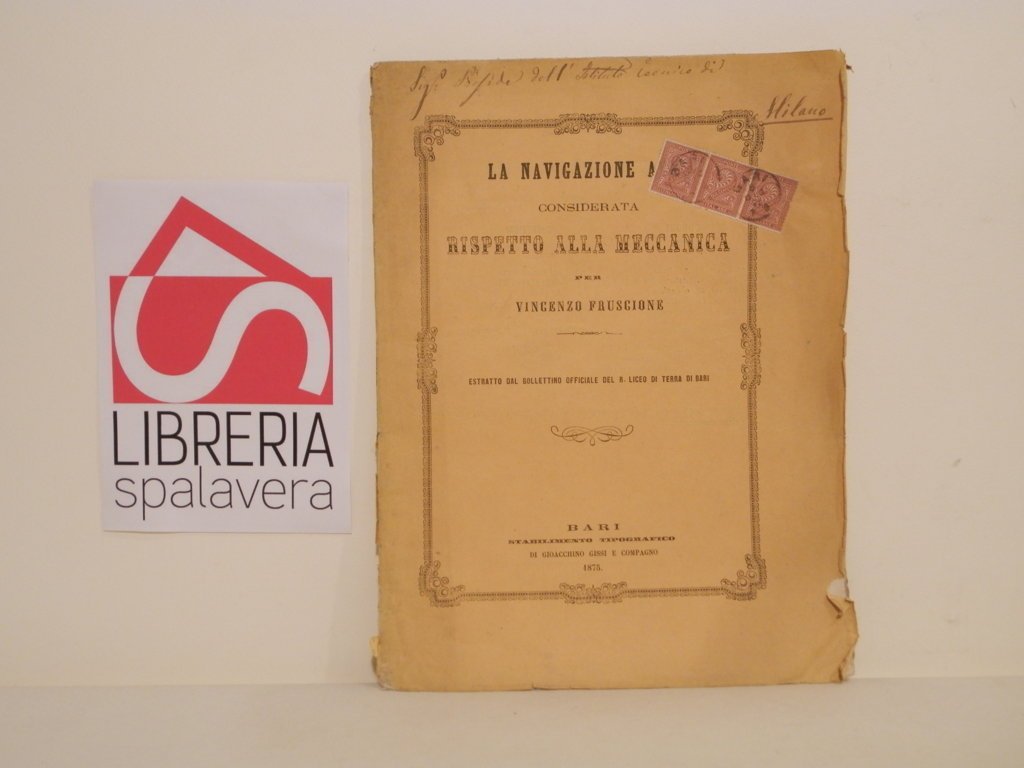 Milano
LA NAVIGAZIONE A
CONSIDERATA
RISPETTO ALLA MECCANICA
PER
VINCENZO FRUSCIONE
ESTRATTO DAL BOLLETTINO OFFICIALE DEL R. LICEO DI TERRA DI BARI
BARI
STABILIMENTO TIPOGRAFICO
DI GIOACCHINO GISSI E COMPAGNO
1875.
LIBRERIA
spalavera